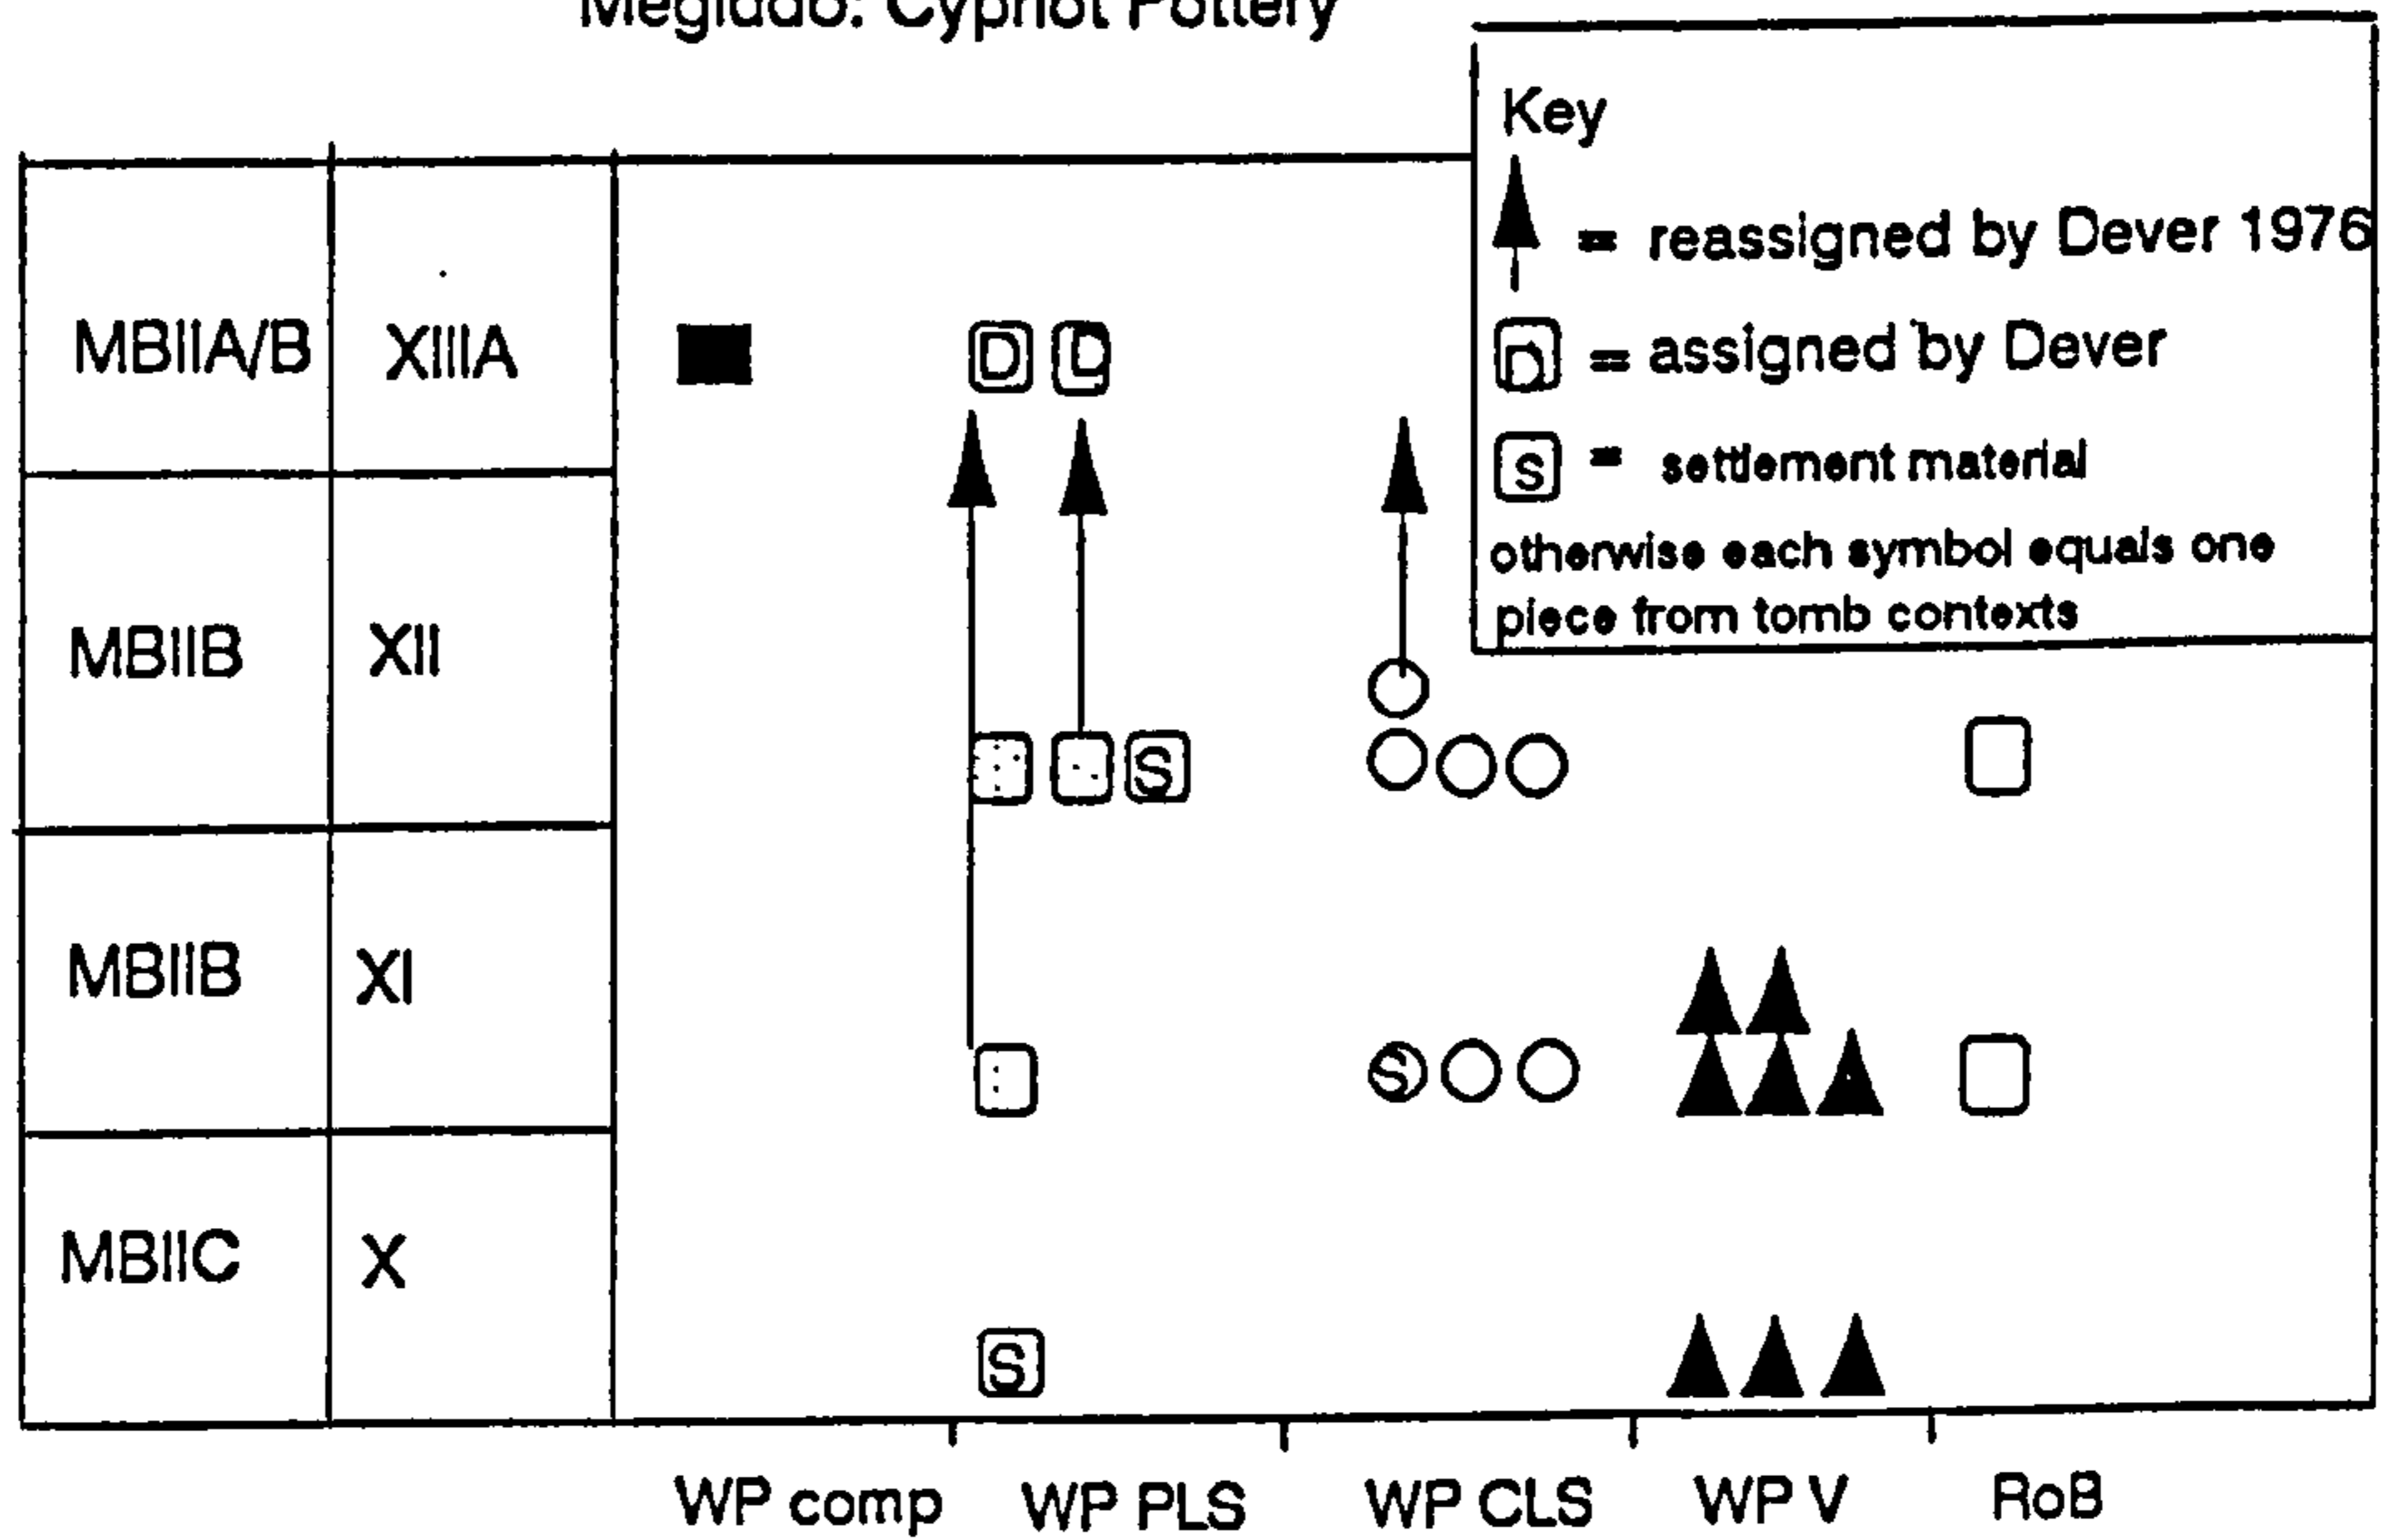 Megiddo: Cypriot Pottery
Key
= reassigned by Dever 1976
D = assigned by Dever
S = settlement material
otherwise each symbol equals one
piece from tomb contexts
MBIIA/B XIIIA D D
MBIIB XII S
MBIIB XI S
MBIIC X S
WP comp WP PLS WP CLS WP V RoB